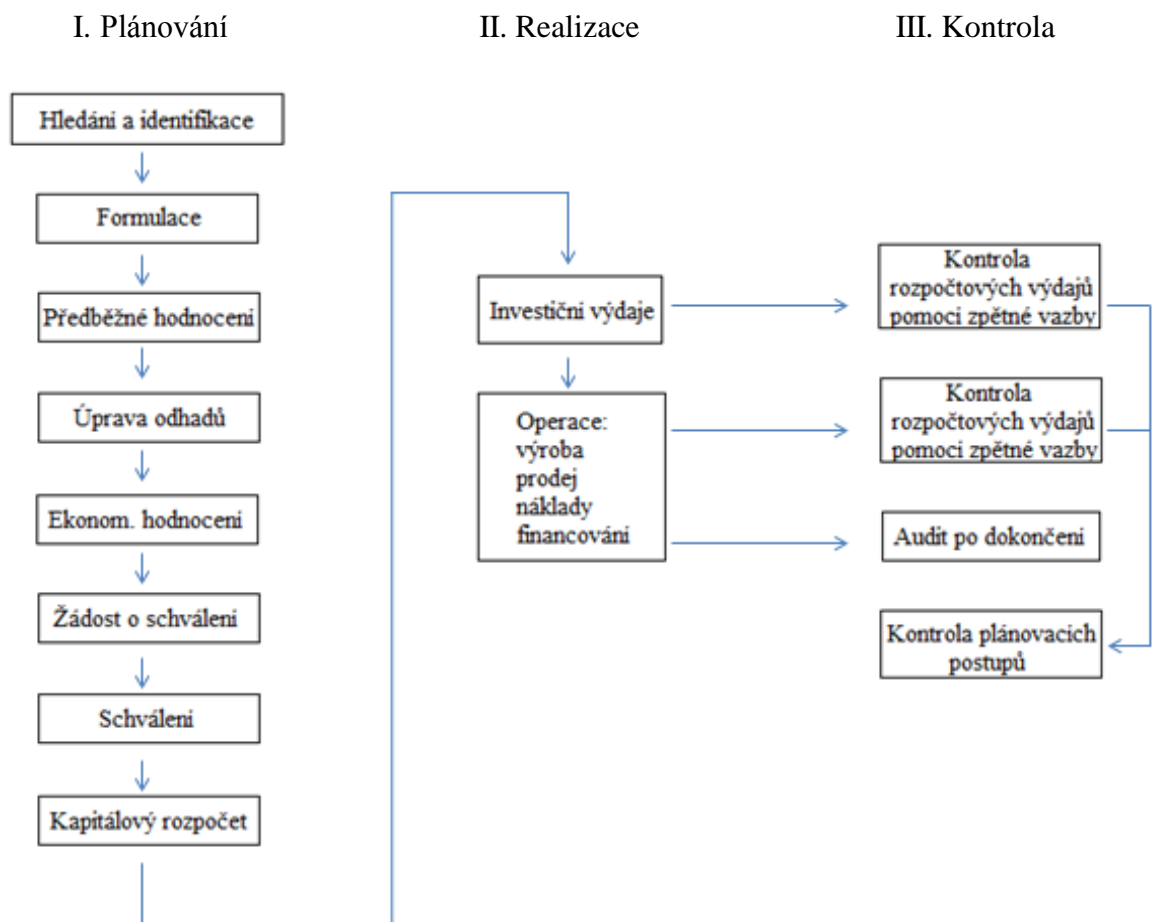 I. Plánování
II. Realizace
III. Kontrola
Hledání a identifikace
Formulace
Předběžné hodnocení
Úprava odhadů
Ekonom. hodnocení
Žádost o schválení
Schválení
Kapitálový rozpočet
Investiční výdaje
Operace:
výroba
prodej
náklady
financování
Kontrola
rozpočtových výdajů
pomocí zpětné vazby
Kontrola
rozpočtových výdajů
pomocí zpětné vazby
Audit po dokončení
Kontrola plánovacích
postupů